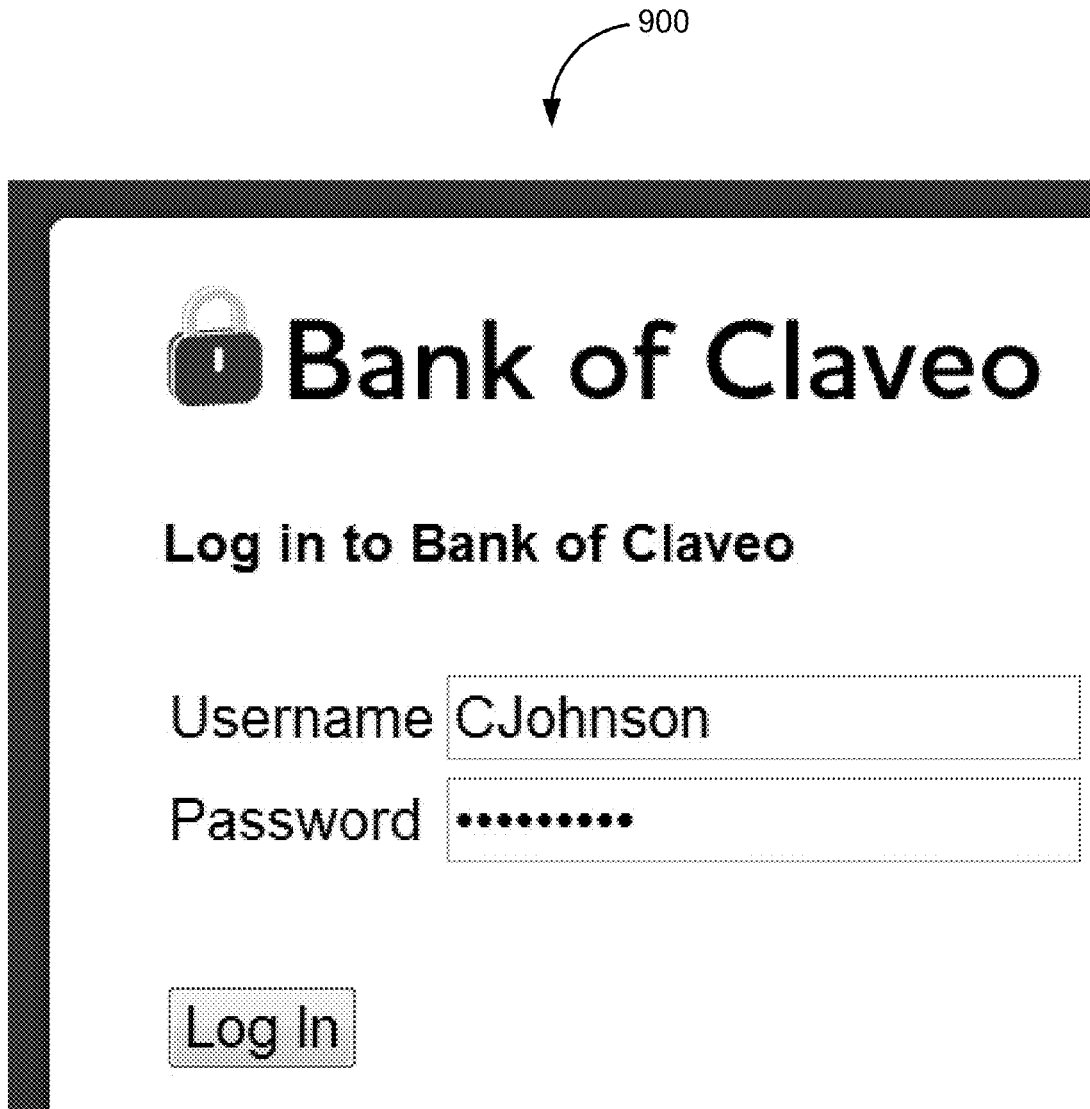 900
Bank of Claveo
Log in to Bank of Claveo
Username CJohnson
Password •••••••••
Log In